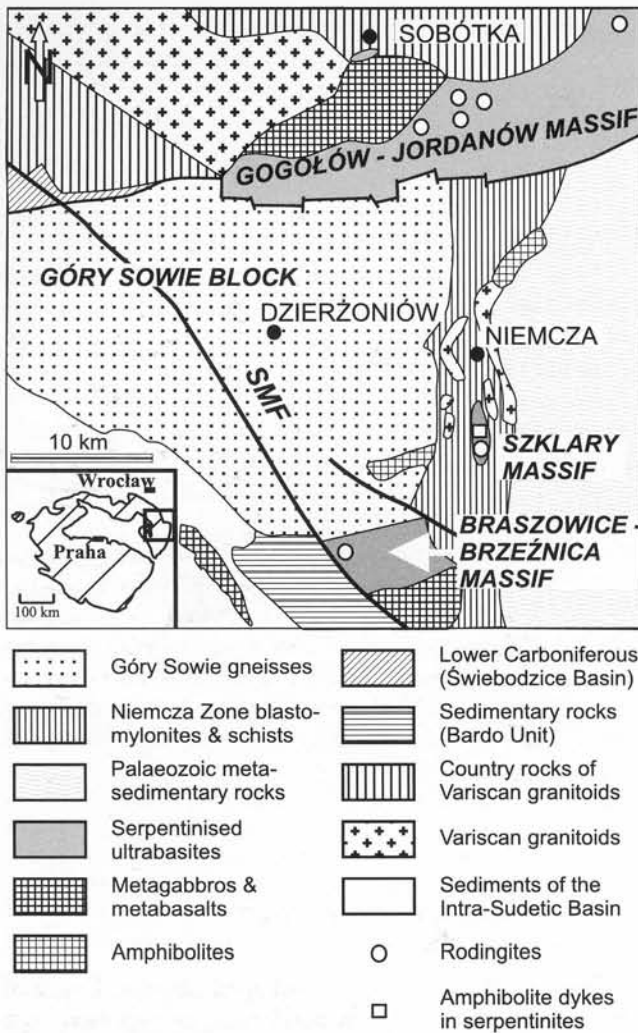 N
SOBÓTKA
GOGOŁÓW - JORDANÓW MASSIF
GÓRY SOWIE BLOCK
DZIERŻONIÓW
NIEMCZA
SMF
10 km
SZKLARY
MASSIF
Wrocław
BRASZOWICE -
BRZEŹNICA
MASSIF
Praha
100 km
Góry Sowie gneisses
Lower Carboniferous
(Świebodzice Basin)
Niemcza Zone blasto-
mylonites & schists
Sedimentary rocks
(Bardo Unit)
Palaeozoic meta-
sedimentary rocks
Country rocks of
Variscan granitoids
Serpentinised
ultrabasites
Variscan granitoids
Metagabbros &
metabasalts
Sediments of the
Intra-Sudetic Basin
Amphibolites
Rodingites
Amphibolite dykes
in serpentinites